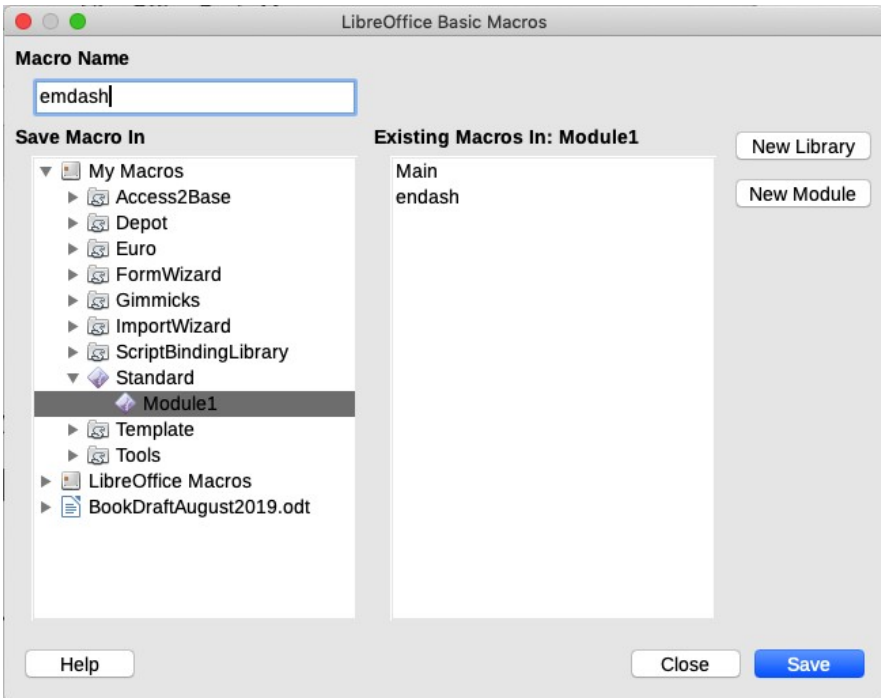 LibreOffice Basic Macros
Macro Name
emdash
Save Macro In
Existing Macros In: Module1
New Library
My Macros
Main
Access2Base
endash
New Module
Depot
Euro
FormWizard
Gimmicks
ImportWizard
ScriptBindingLibrary
Standard
Module1
Template
Tools
LibreOffice Macros
BookDraftAugust2019.odt
Help
Close
Save